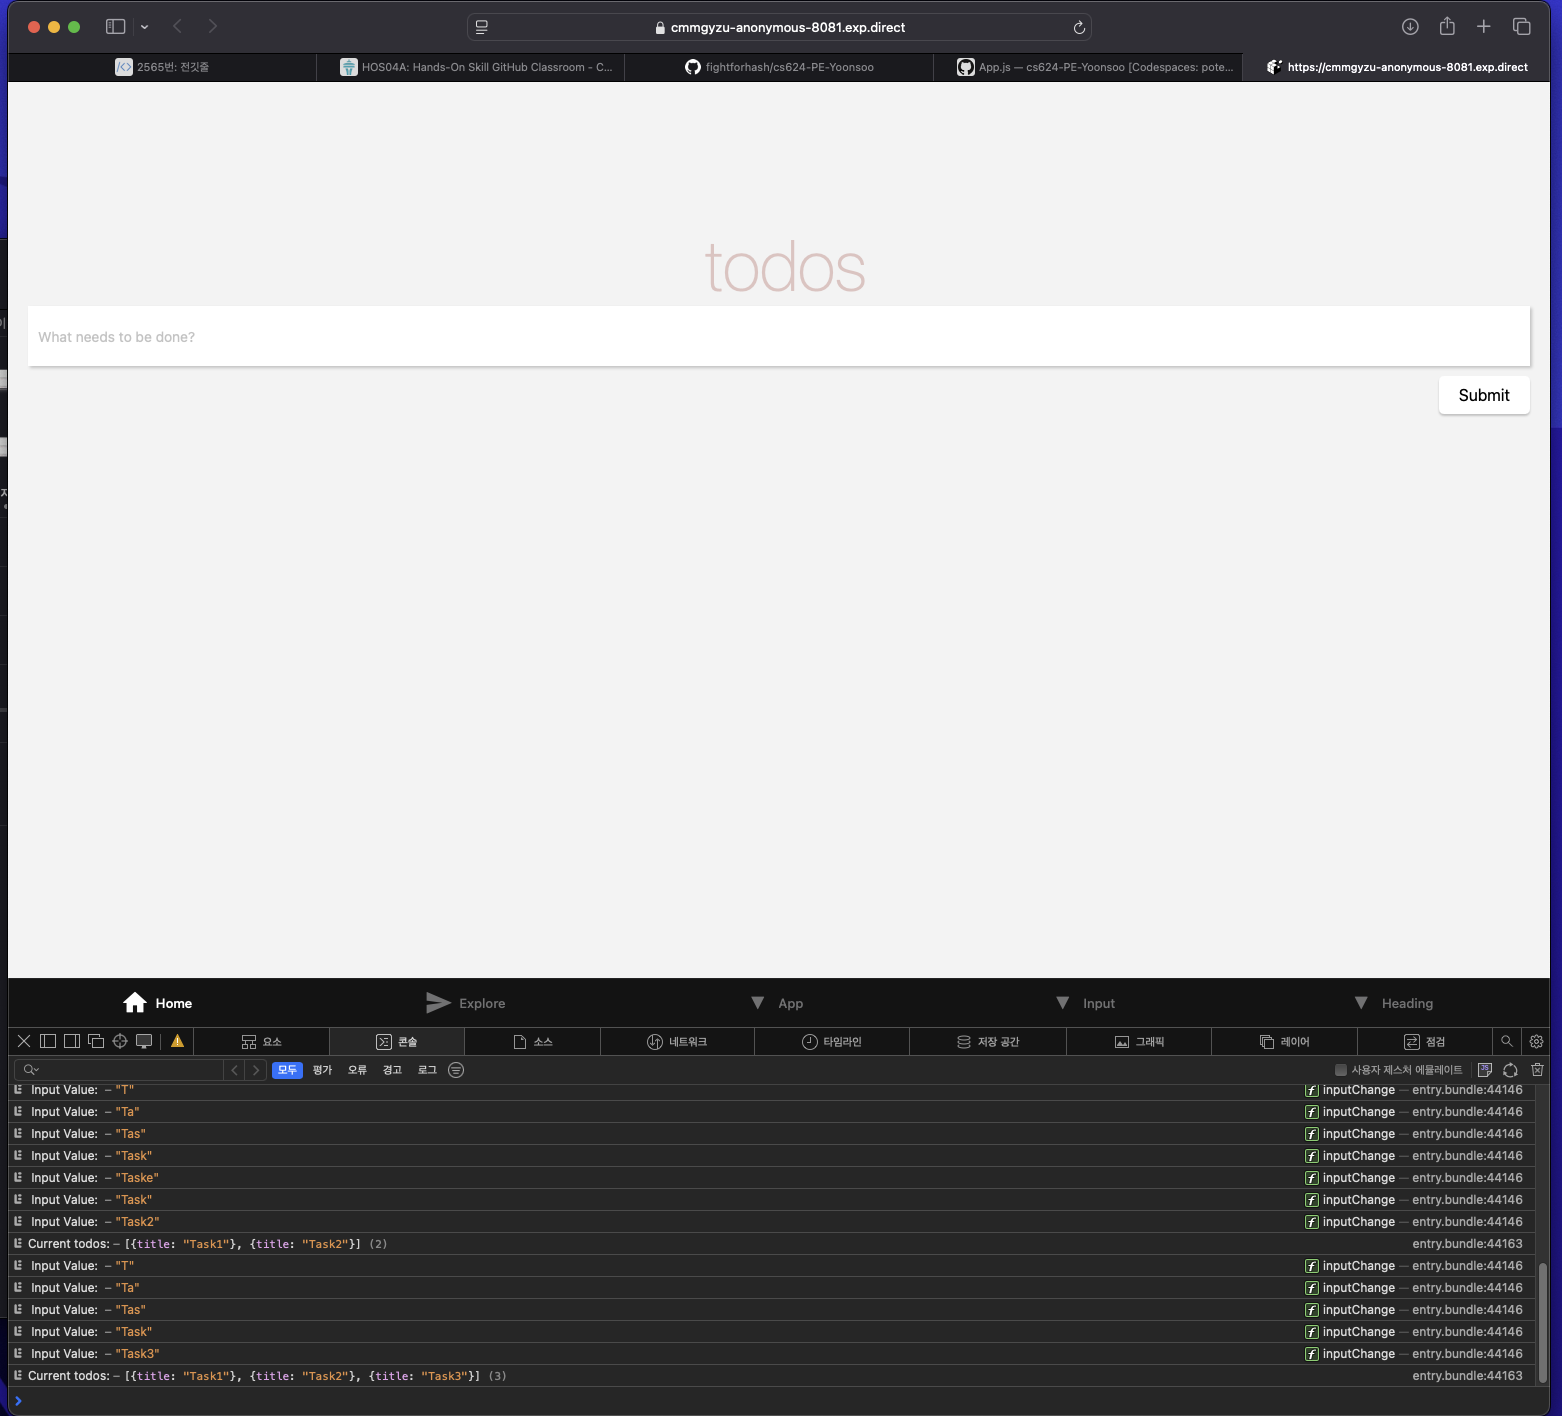 cmmgyzu-anonymous-8081.exp.direct
2565번: 전깃줄
HOS04A: Hands-On Skill GitHub Classroom - C...
fightforhash/cs624-PE-Yoonsoo
App.js — cs624-PE-Yoonsoo [Codespaces: pote...
https://cmmgyzu-anonymous-8081.exp.direct
todos
What needs to be done?
Submit
Home Explore App Input Heading
요소 콘솔 소스 네트워크 타임라인 저장 공간 그래픽 레이어 점검
모두 평가 오류 경고 로그 사용자 제스처 에뮬레이트
Input Value: – "T" inputChange — entry.bundle:44146
Input Value: – "Ta" inputChange — entry.bundle:44146
Input Value: – "Tas" inputChange — entry.bundle:44146
Input Value: – "Task" inputChange — entry.bundle:44146
Input Value: – "Taske" inputChange — entry.bundle:44146
Input Value: – "Task" inputChange — entry.bundle:44146
Input Value: – "Task2" inputChange — entry.bundle:44146
Current todos: – [{title: "Task1"}, {title: "Task2"}] (2) entry.bundle:44163
Input Value: – "T" inputChange — entry.bundle:44146
Input Value: – "Ta" inputChange — entry.bundle:44146
Input Value: – "Tas" inputChange — entry.bundle:44146
Input Value: – "Task" inputChange — entry.bundle:44146
Input Value: – "Task3" inputChange — entry.bundle:44146
Current todos: – [{title: "Task1"}, {title: "Task2"}, {title: "Task3"}] (3) entry.bundle:44163